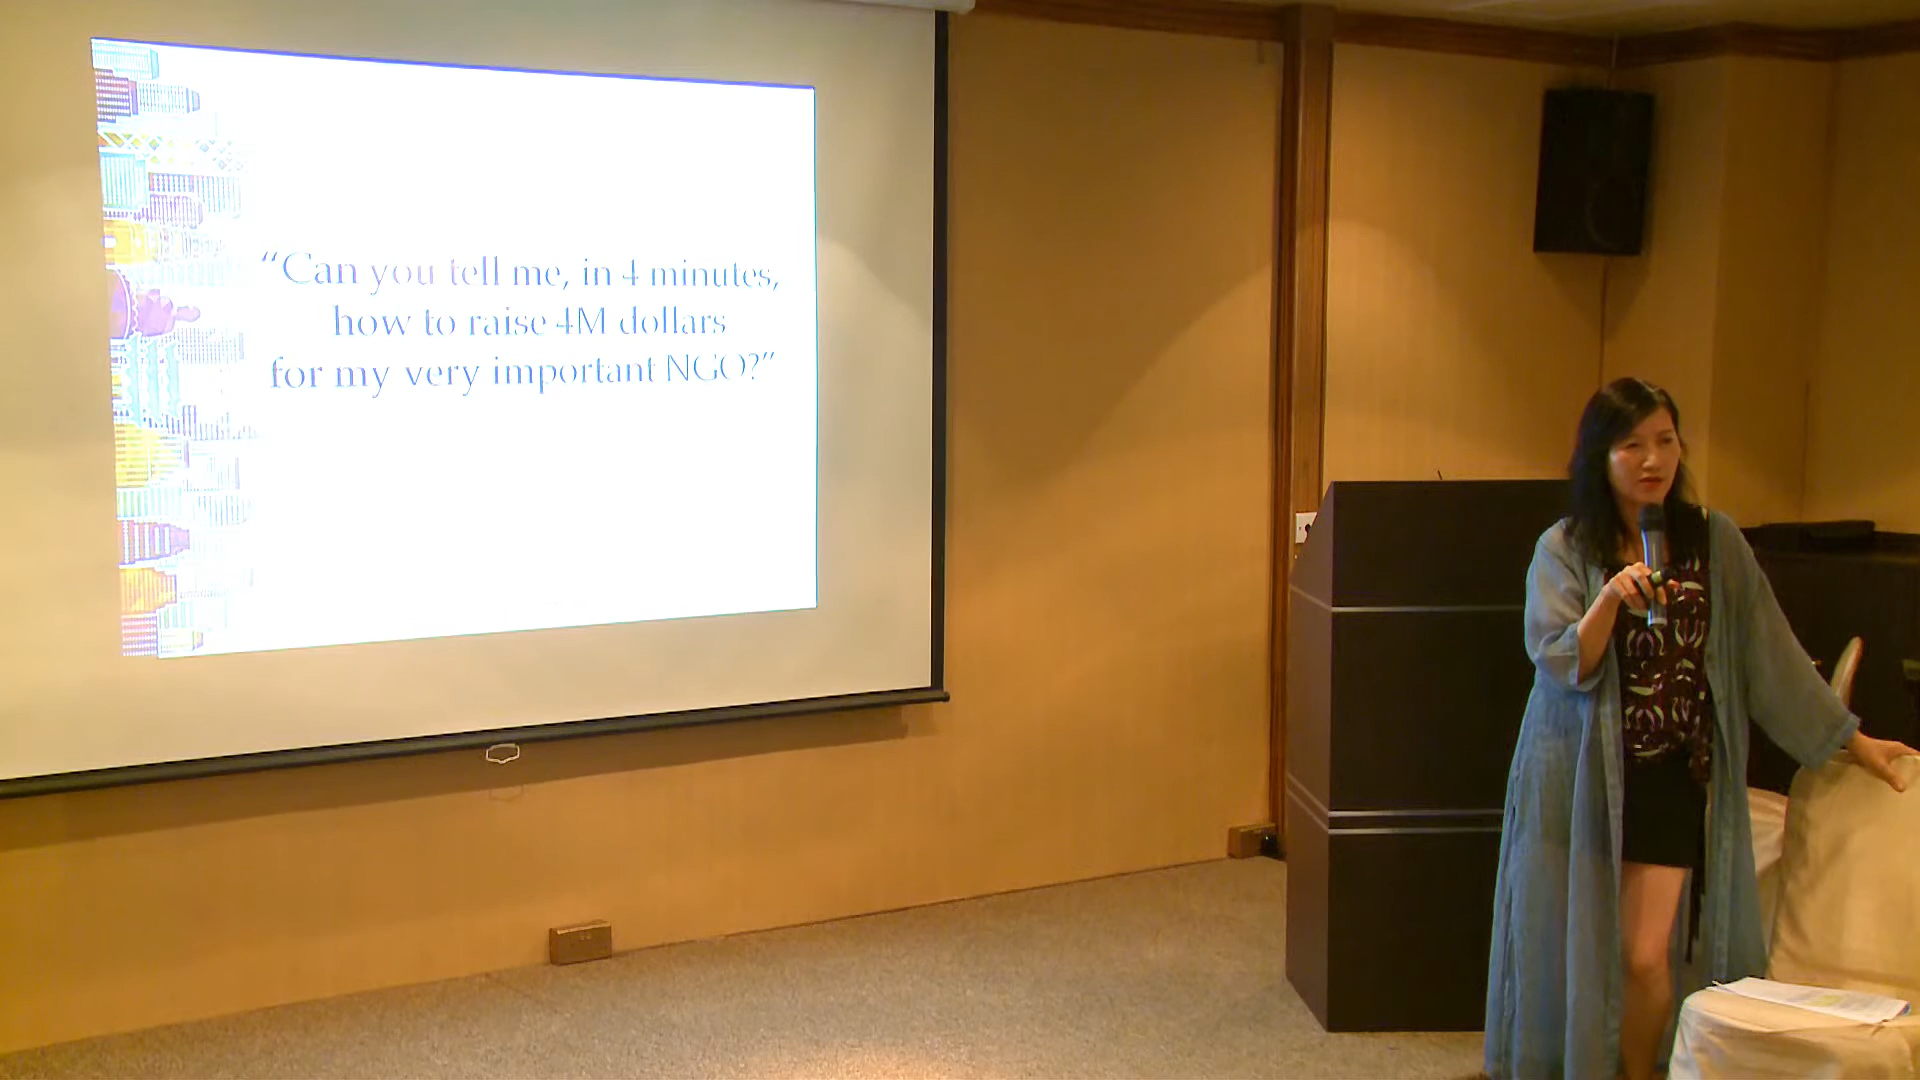 “Can you tell me, in 4 minutes,
how to raise 4M dollars
for my very important NGO?”